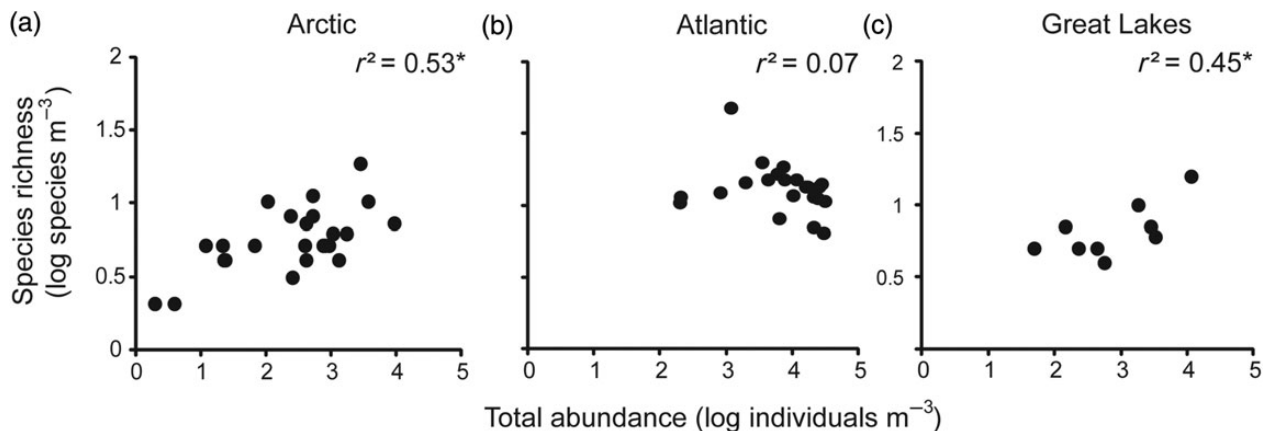 (a) Arctic
r² = 0.53*
(b) Atlantic
r² = 0.07
(c) Great Lakes
r² = 0.45*
Species richness
(log species m⁻³)
2
1.5
1
0.5
0
0 1 2 3 4 5
0 1 2 3 4 5
2
1.5
1
0.5
0 1 2 3 4 5
Total abundance (log individuals m⁻³)